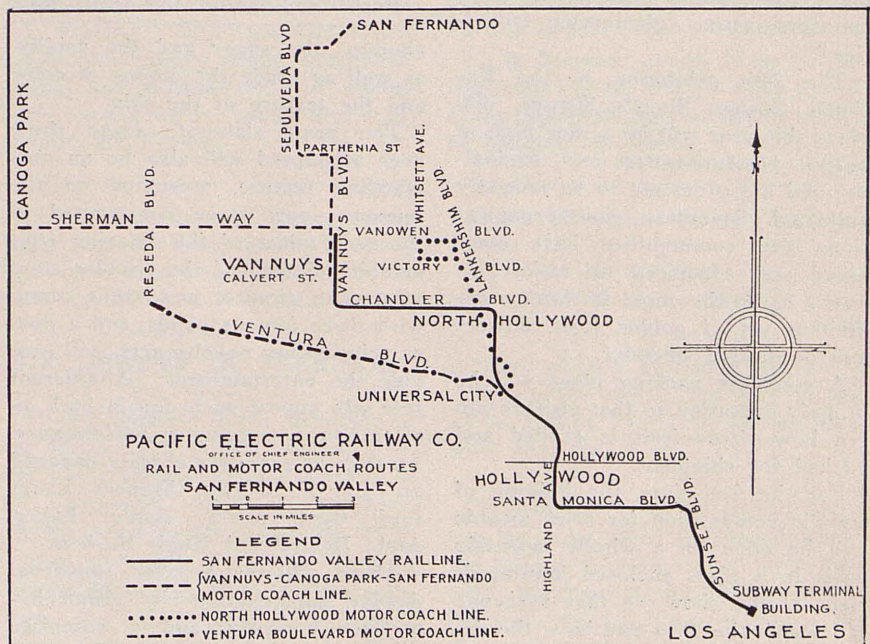 SAN FERNANDO
SEPULVEDA BLVD
CANOGA PARK
PARTHENIA ST
RESEDA BLVD.
VAN NUYS BLVD.
WHITSETT AVE.
LANKERSHIM BLVD
SHERMAN WAY
VANOWEN BLVD.
VAN NUYS
VICTORY BLVD.
CALVERT ST.
CHANDLER BLVD.
NORTH HOLLYWOOD
VENTURA BLVD.
UNIVERSAL CITY
PACIFIC ELECTRIC RAILWAY CO.
OFFICE OF CHIEF ENGINEER
RAIL AND MOTOR COACH ROUTES
SAN FERNANDO VALLEY
1 0 1 2 3
SCALE IN MILES
HOLLYWOOD BLVD.
HOLLYWOOD
SANTA MONICA BLVD
HIGHLAND AVE
SUNSET BLVD.
SUBWAY TERMINAL
BUILDING.
LOS ANGELES
LEGEND
SAN FERNANDO VALLEY RAIL LINE.
VAN NUYS-CANOGA PARK-SAN FERNANDO
MOTOR COACH LINE.
NORTH HOLLYWOOD MOTOR COACH LINE.
VENTURA BOULEVARD MOTOR COACH LINE.